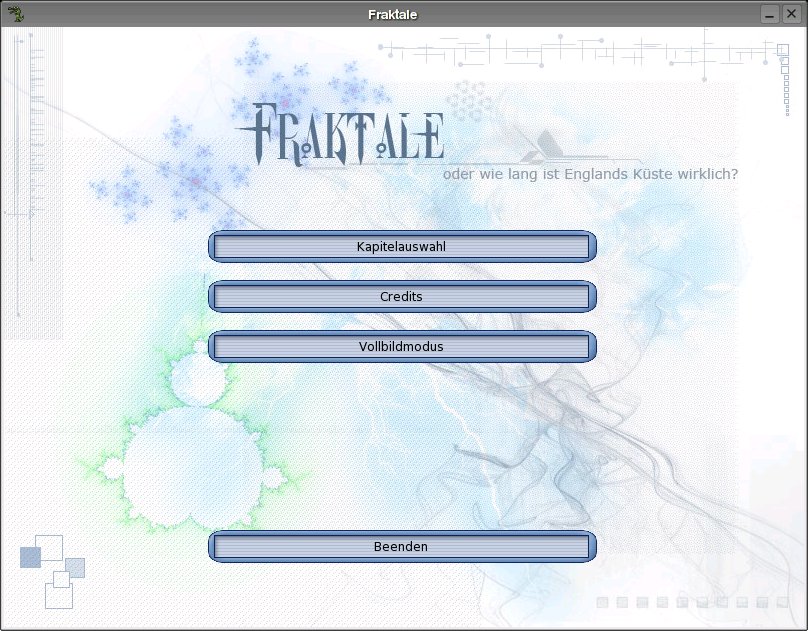 Fraktale
Fraktale
oder wie lang ist Englands Küste wirklich?
Kapitelauswahl
Credits
Vollbildmodus
Beenden